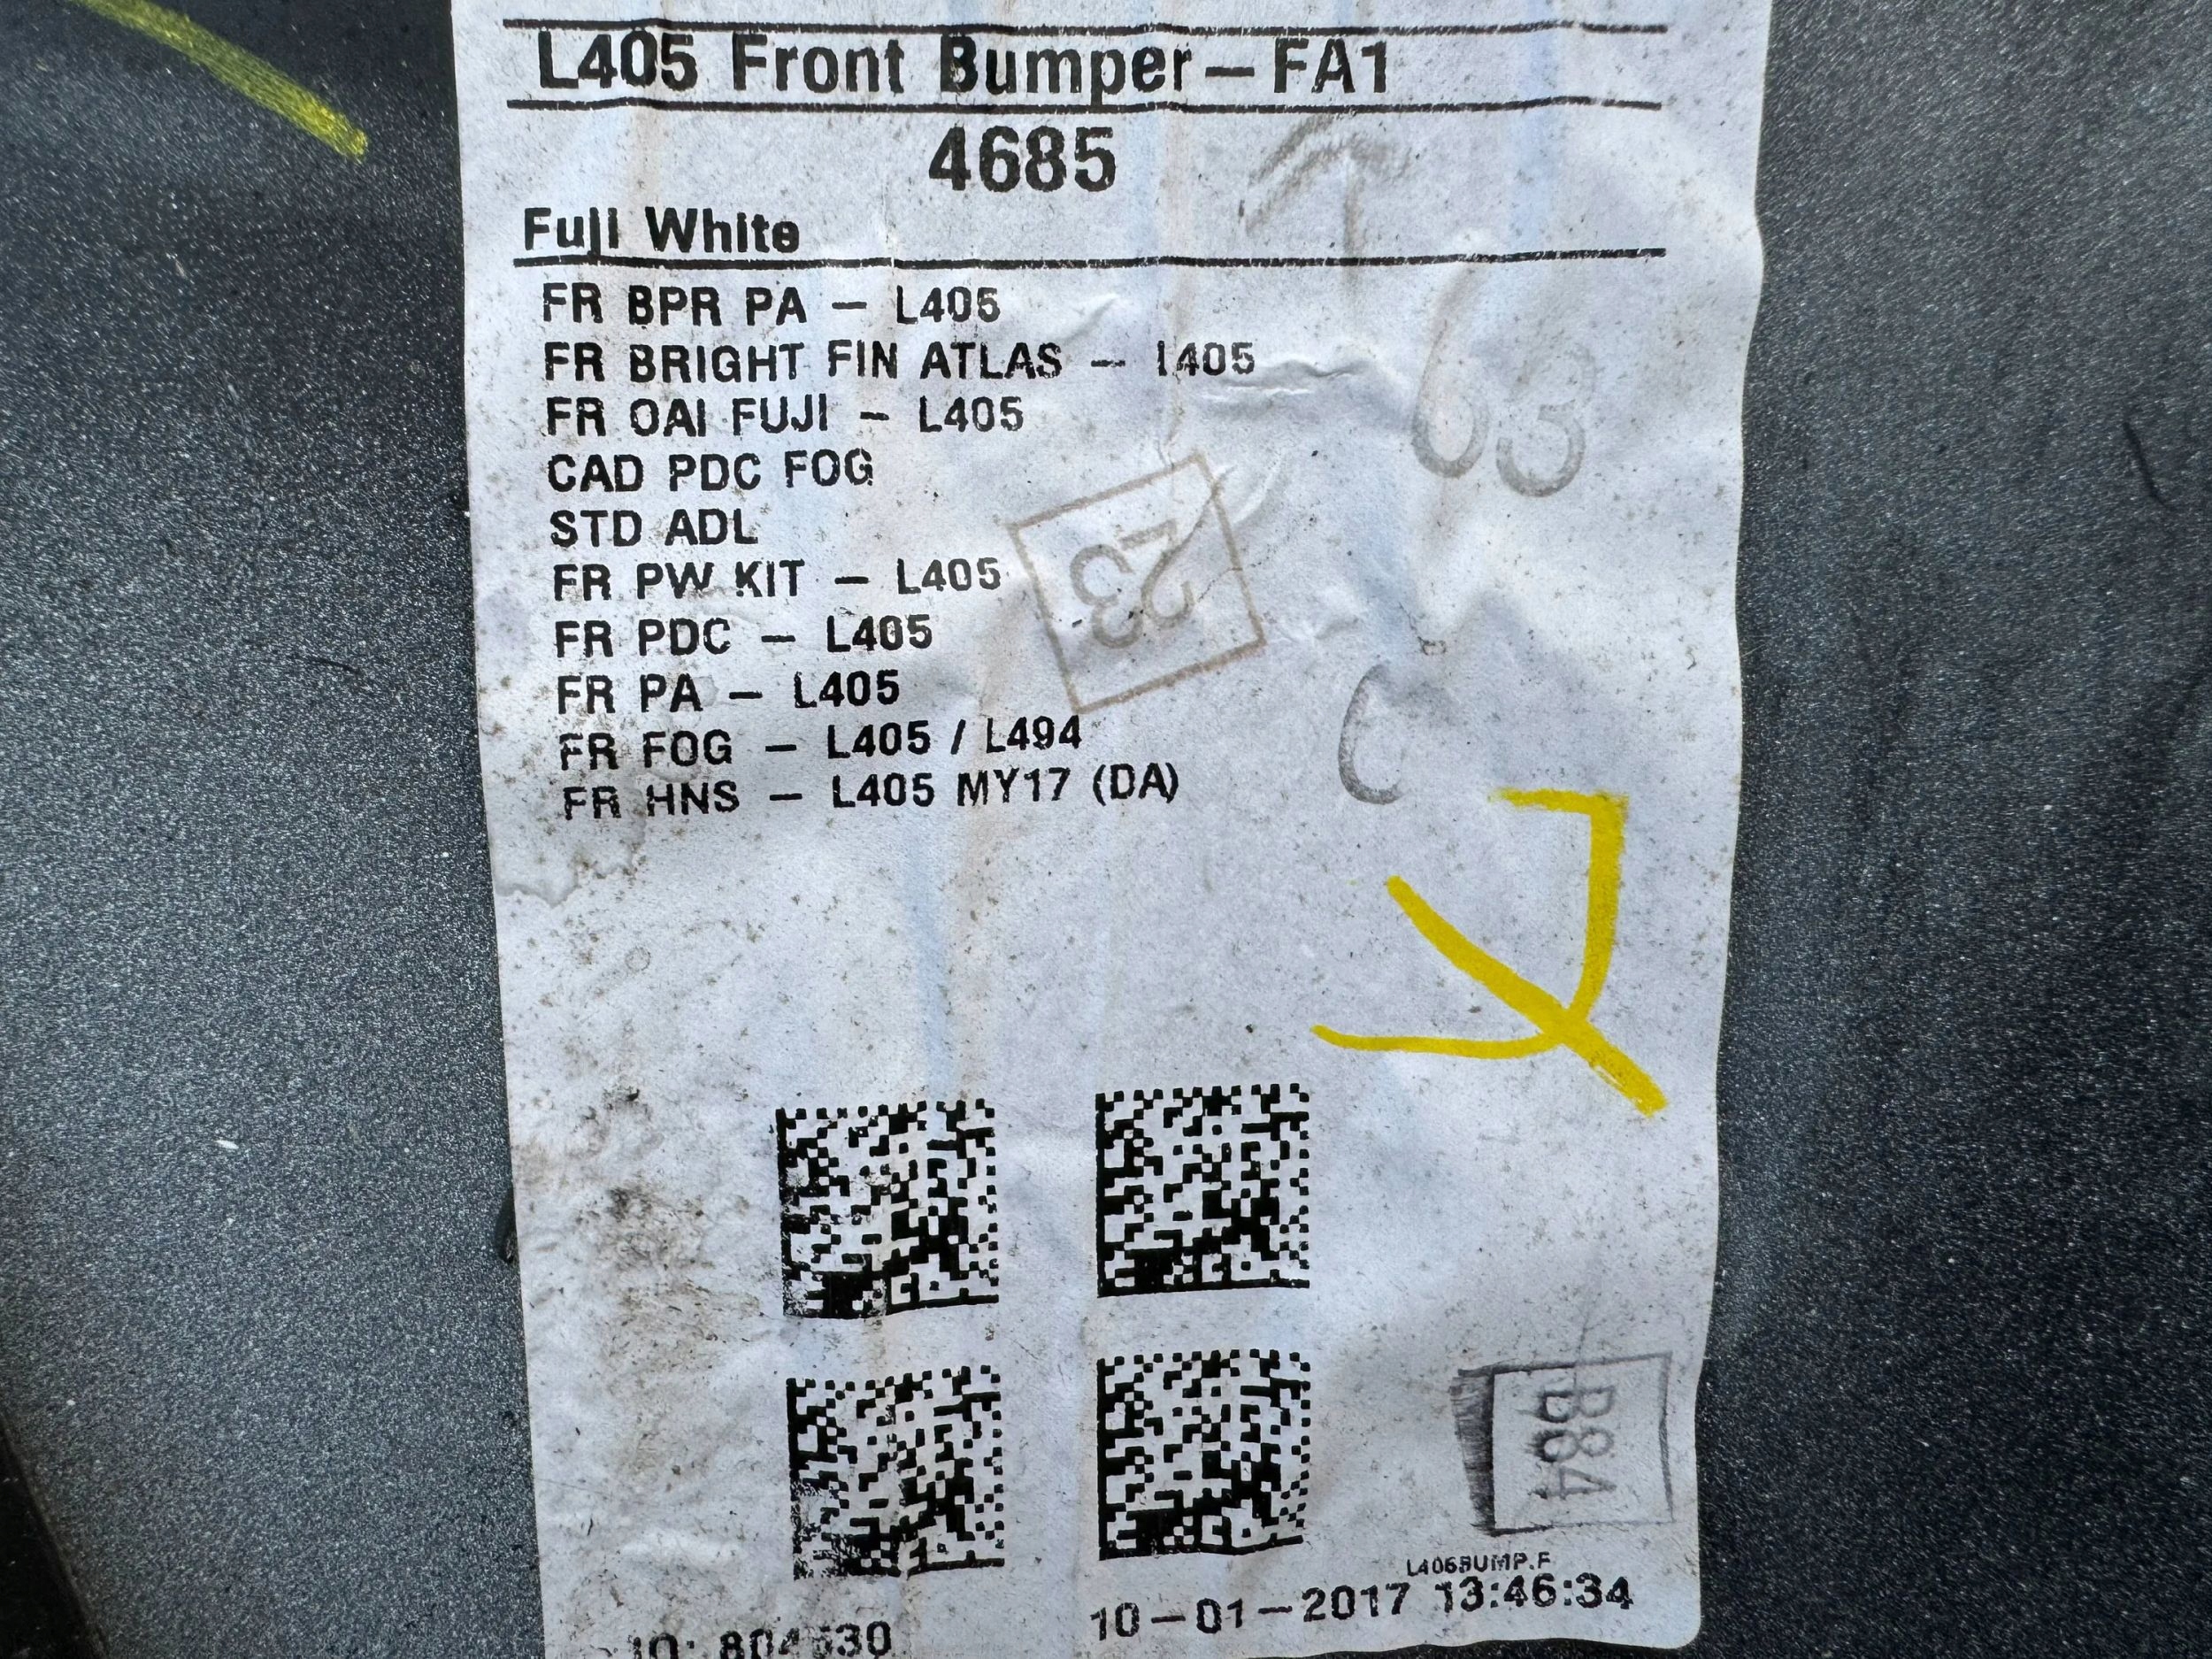 L405 Front Bumper – FA1
4685
Fuji White
FR BPR PA – L405
FR BRIGHT FIN ATLAS – L405
FR OAI FUJI – L405
CAD PDC FOG
STD ADL
FR PW KIT – L405
FR PDC – L405
FR PA – L405
FR FOG – L405 / L494
FR HNS – L405 MY17 (DA)
63
23
C
B84
L405BUMP.F
10–01–2017 13:46:34